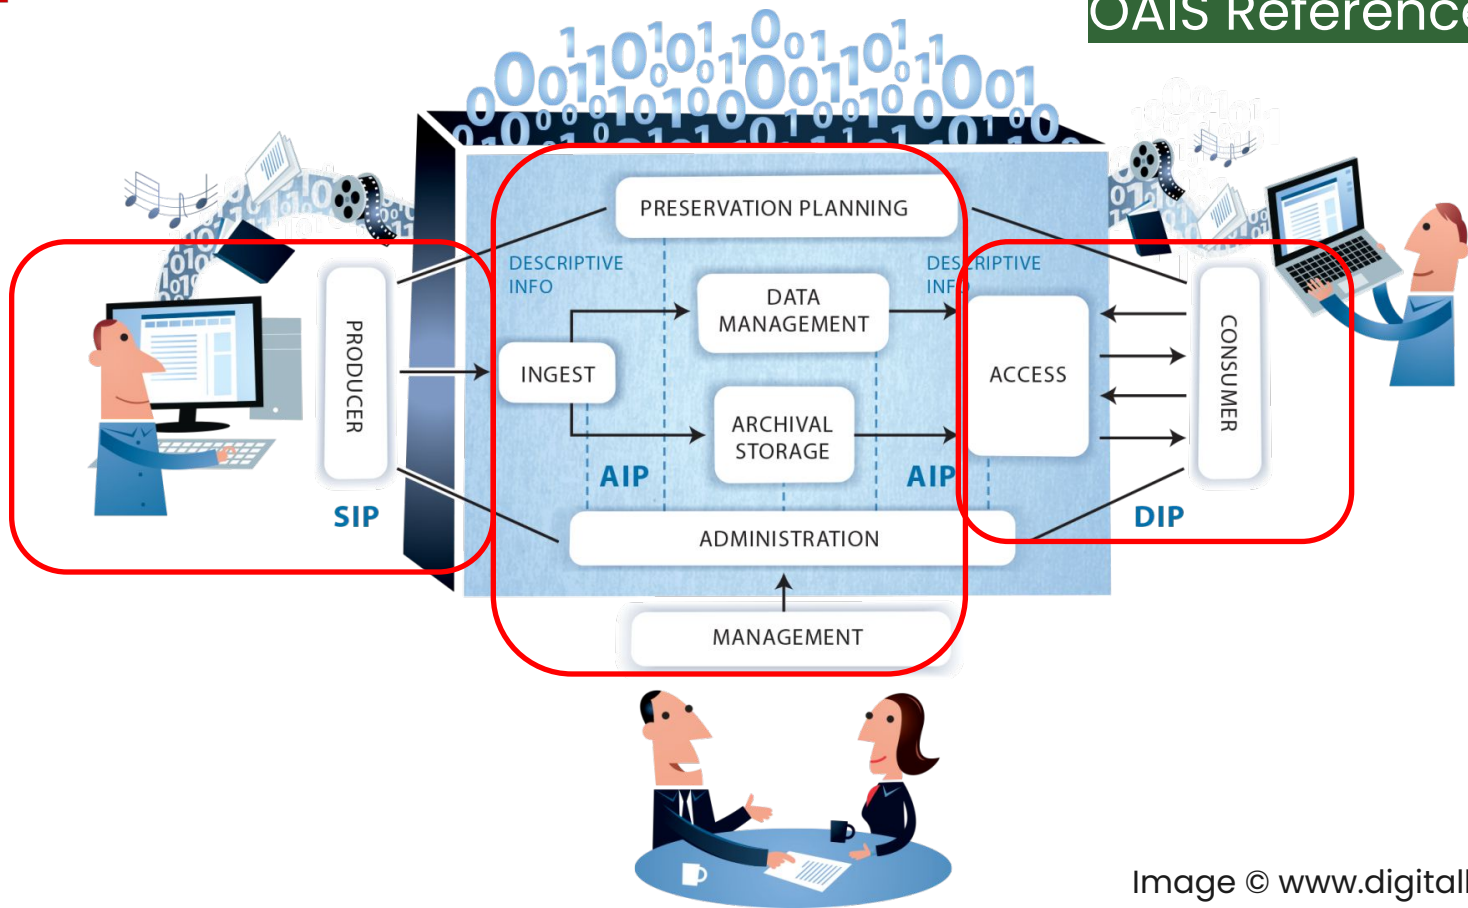 OAIS Reference
PRESERVATION PLANNING
DESCRIPTIVE
INFO
DESCRIPTIVE
INFO
DATA
MANAGEMENT
PRODUCER
INGEST
ACCESS
CONSUMER
ARCHIVAL
STORAGE
AIP
AIP
SIP
DIP
ADMINISTRATION
MANAGEMENT
Image © www.digitall